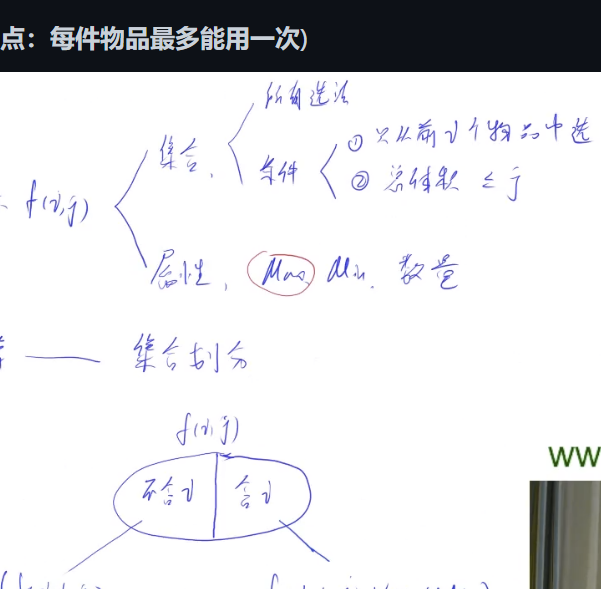 点：每件物品最多能用一次)
所有选法
集合.
① 只从前i个物品中选
条件
② 总体积 ≤ j
f(i,j)
属性, Max, Min, 数量
集合划分
f(i,j)
不含i 含i
WW